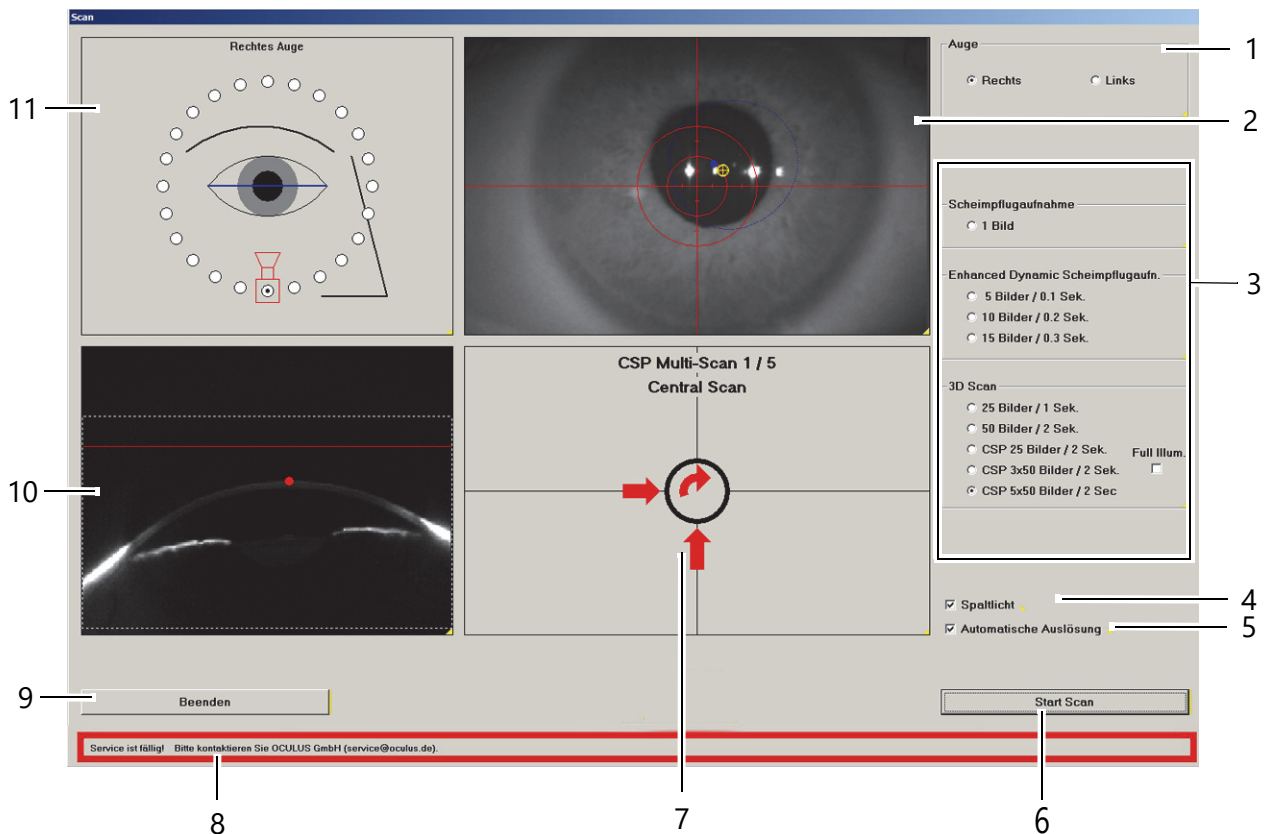 Scan
Rechtes Auge
Auge
Rechts
Links
1
2
11
Scheimpflugaufnahme
1 Bild
Enhanced Dynamic Scheimpflugaufn.
5 Bilder / 0.1 Sek.
10 Bilder / 0.2 Sek.
15 Bilder / 0.3 Sek.
3
CSP Multi-Scan 1 / 5
Central Scan
3D Scan
25 Bilder / 1 Sek.
50 Bilder / 2 Sek.
CSP 25 Bilder / 2 Sek.
Full Illum.
CSP 3x50 Bilder / 2 Sek.
CSP 5x50 Bilder / 2 Sec
10
Spaltlicht
4
Automatische Auslösung
5
9
Beenden
Start Scan
Service ist fällig! Bitte kontaktieren Sie OCULUS GmbH (service@oculus.de).
8
7
6